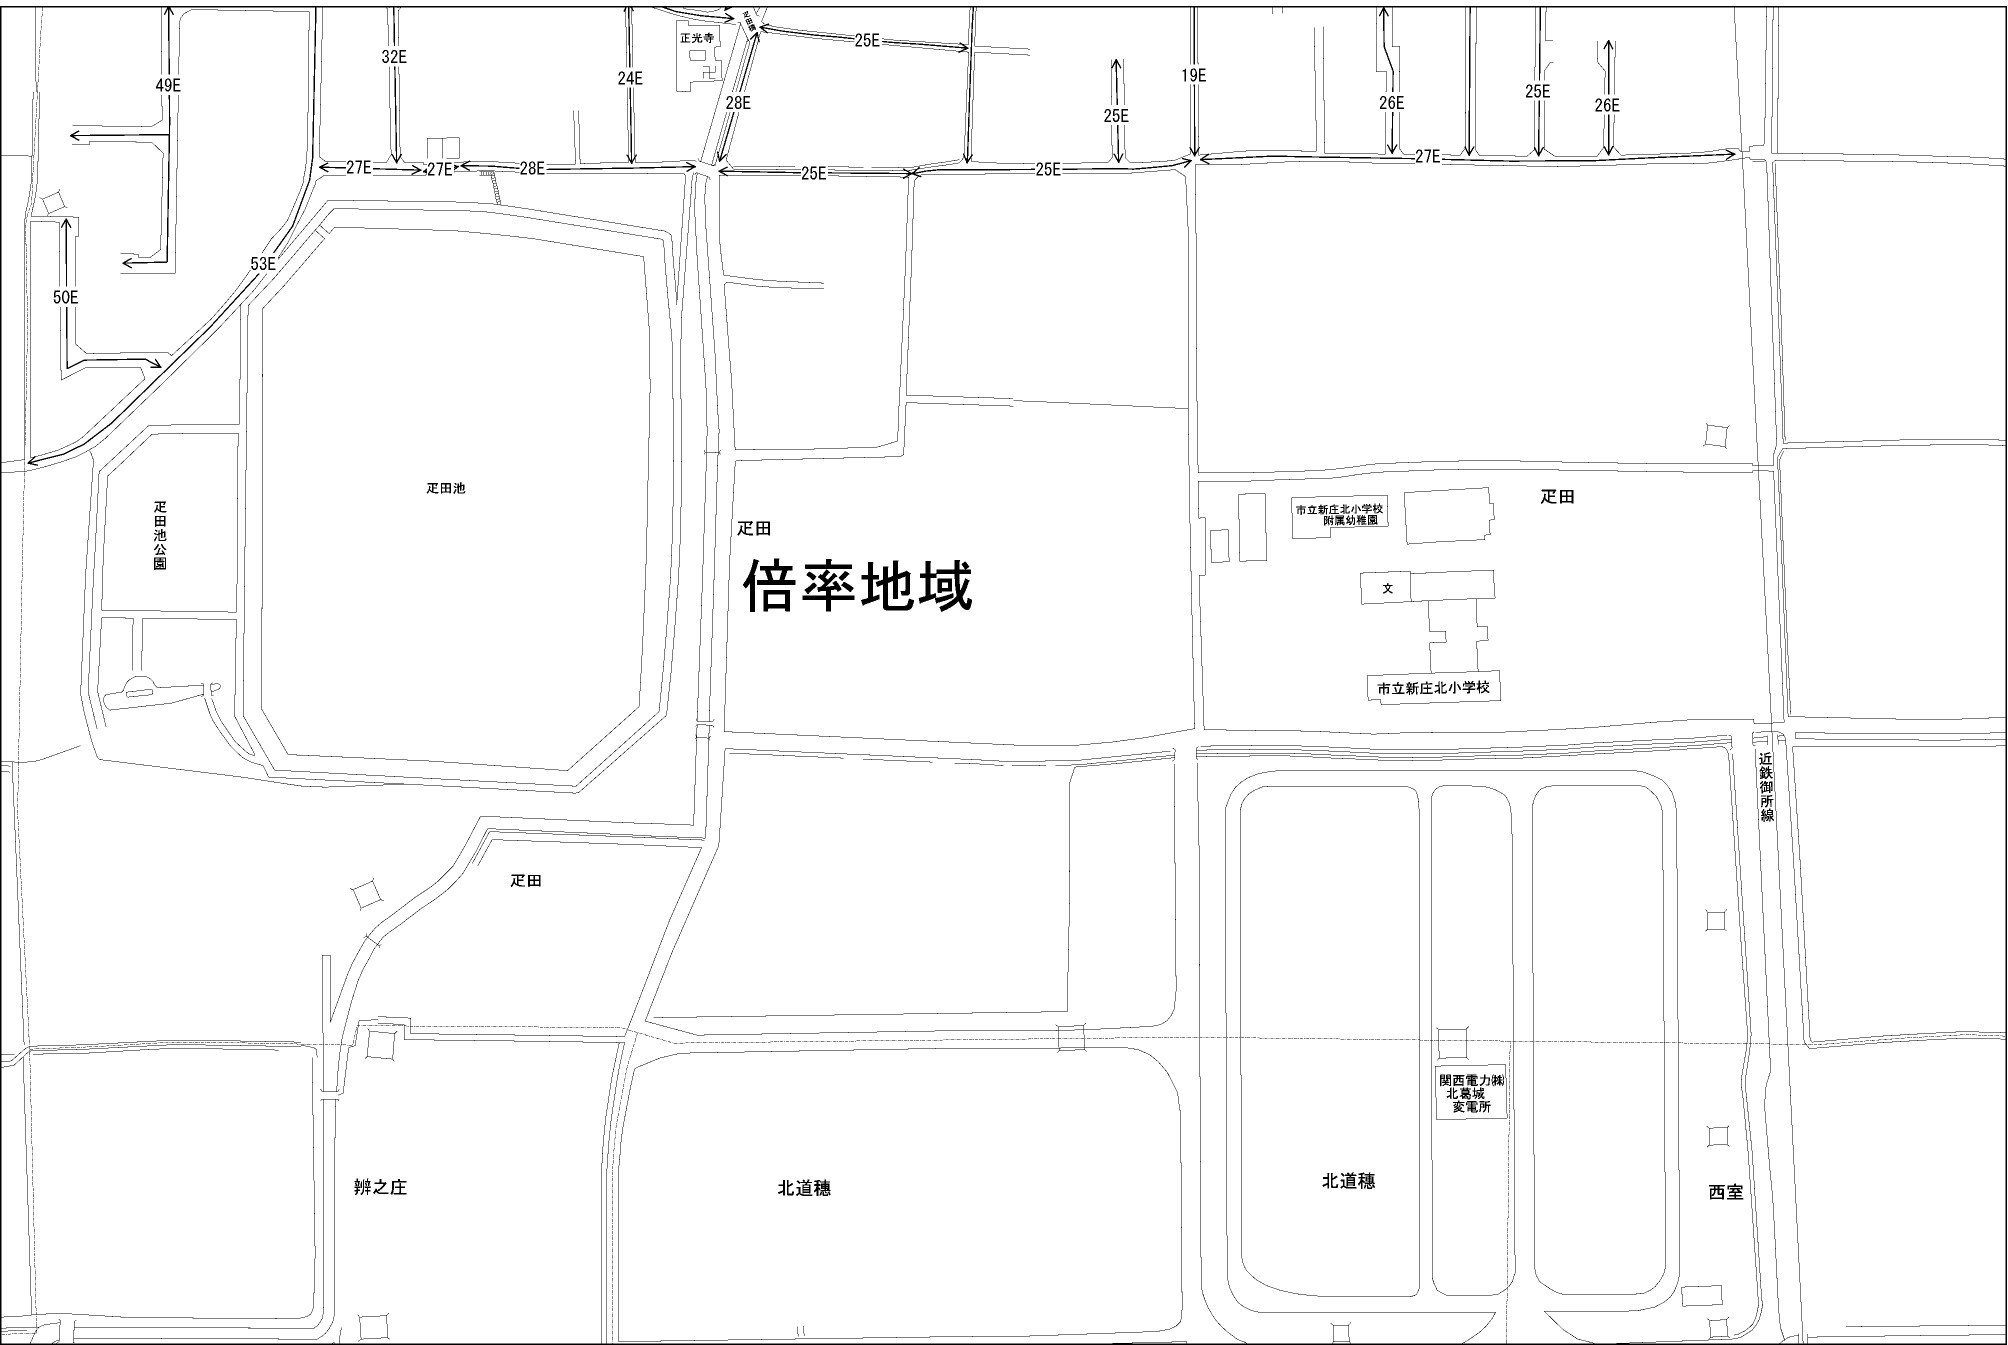 正光寺
25E
32E
49E
24E
19E
28E
26E
25E
26E
25E
27E
27E
27E
28E
25E
25E
53E
50E
疋田池
疋田
疋田
疋田池公園
市立新庄北小学校
附属幼稚園
倍率地域
文
市立新庄北小学校
近鉄御所線
疋田
関西電力㈱
北葛城
変電所
辨之庄
北道穗
北道穗
西室